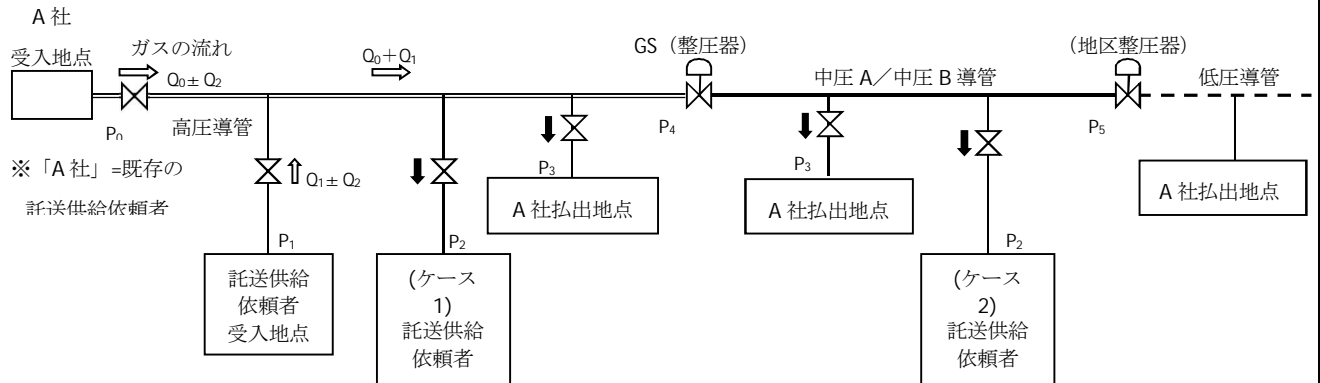 A 社
受入地点
ガスの流れ
Q₀± Q₂
Q₀＋Q₁
GS（整圧器）
（地区整圧器）
中圧 A／中圧 B 導管
低圧導管
P₀
高圧導管
P₄
P₅
※「A 社」=既存の
託送供給依頼者
Q₁± Q₂
P₃
A 社払出地点
P₃
A 社払出地点
A 社払出地点
P₁
託送供給
依頼者
受入地点
P₂
(ケース
1)
託送供給
依頼者
P₂
(ケース
2)
託送供給
依頼者